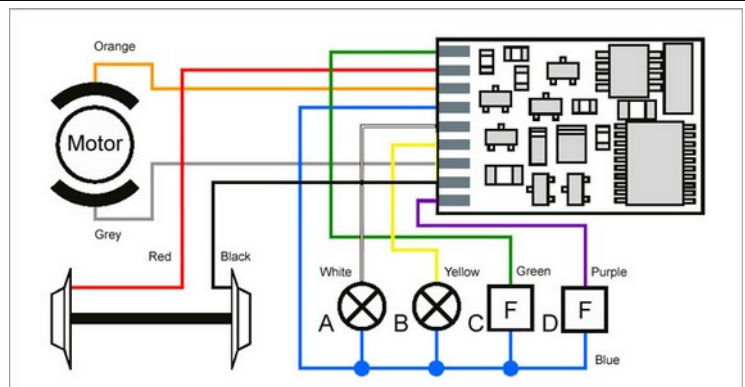 Orange
Motor
Grey
Red
Black
White
Yellow
Green
Purple
A
B
C
F
D
F
Blue